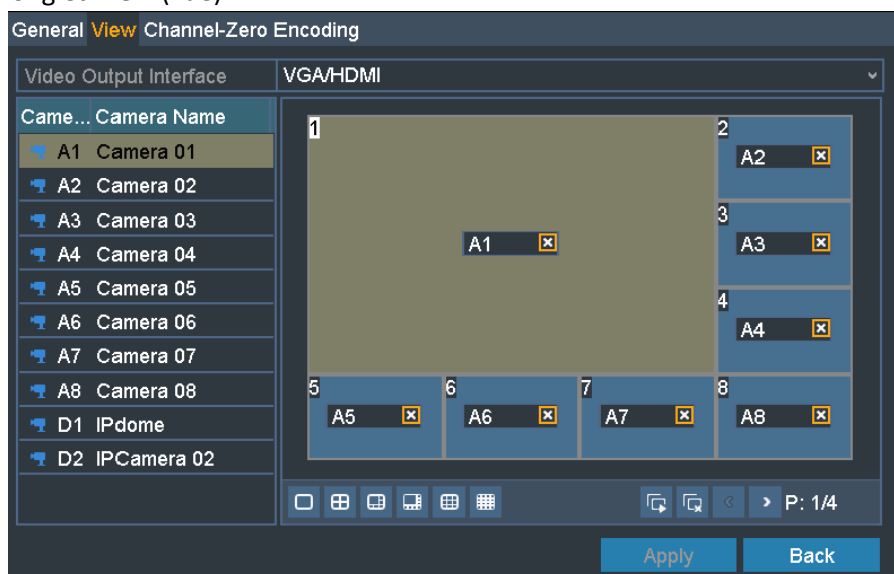 General View Channel-Zero Encoding
Video Output Interface VGA/HDMI
Came... Camera Name
A1 Camera 01
A2 Camera 02
A3 Camera 03
A4 Camera 04
A5 Camera 05
A6 Camera 06
A7 Camera 07
A8 Camera 08
D1 IPdome
D2 IPCamera 02
1
A1
2
A2
3
A3
4
A4
5
A5
6
A6
7
A7
8
A8
P: 1/4
Apply Back